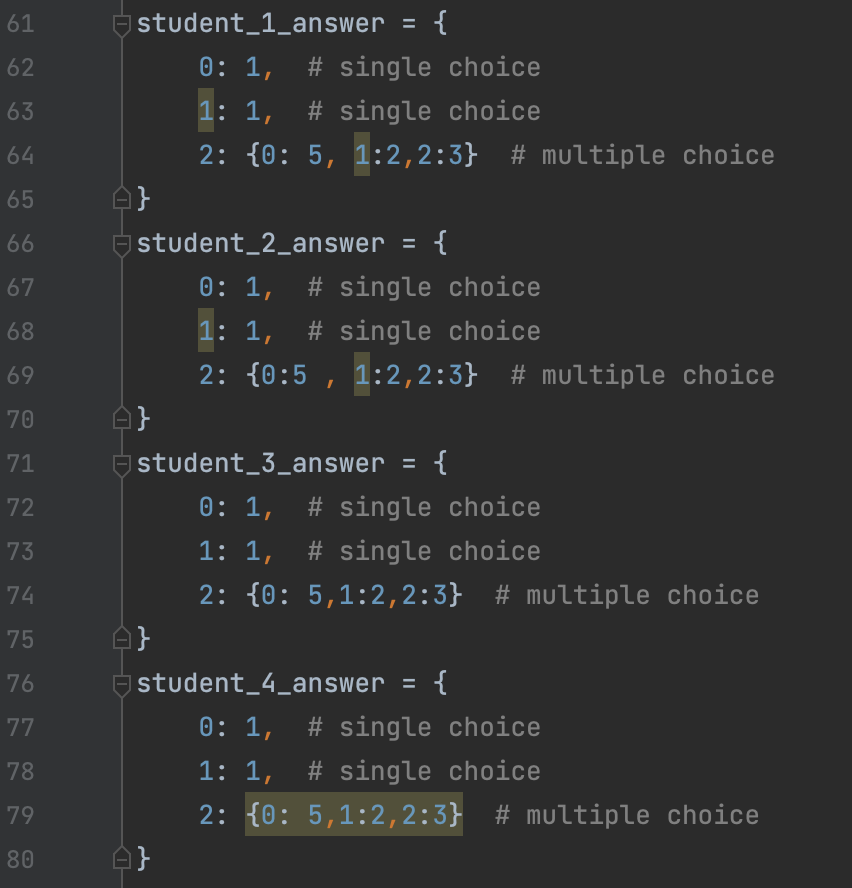 61 student_1_answer = {
62     0: 1,  # single choice
63     1: 1,  # single choice
64     2: {0: 5, 1:2,2:3}  # multiple choice
65 }
66 student_2_answer = {
67     0: 1,  # single choice
68     1: 1,  # single choice
69     2: {0:5 , 1:2,2:3}  # multiple choice
70 }
71 student_3_answer = {
72     0: 1,  # single choice
73     1: 1,  # single choice
74     2: {0: 5,1:2,2:3}  # multiple choice
75 }
76 student_4_answer = {
77     0: 1,  # single choice
78     1: 1,  # single choice
79     2: {0: 5,1:2,2:3}  # multiple choice
80 }